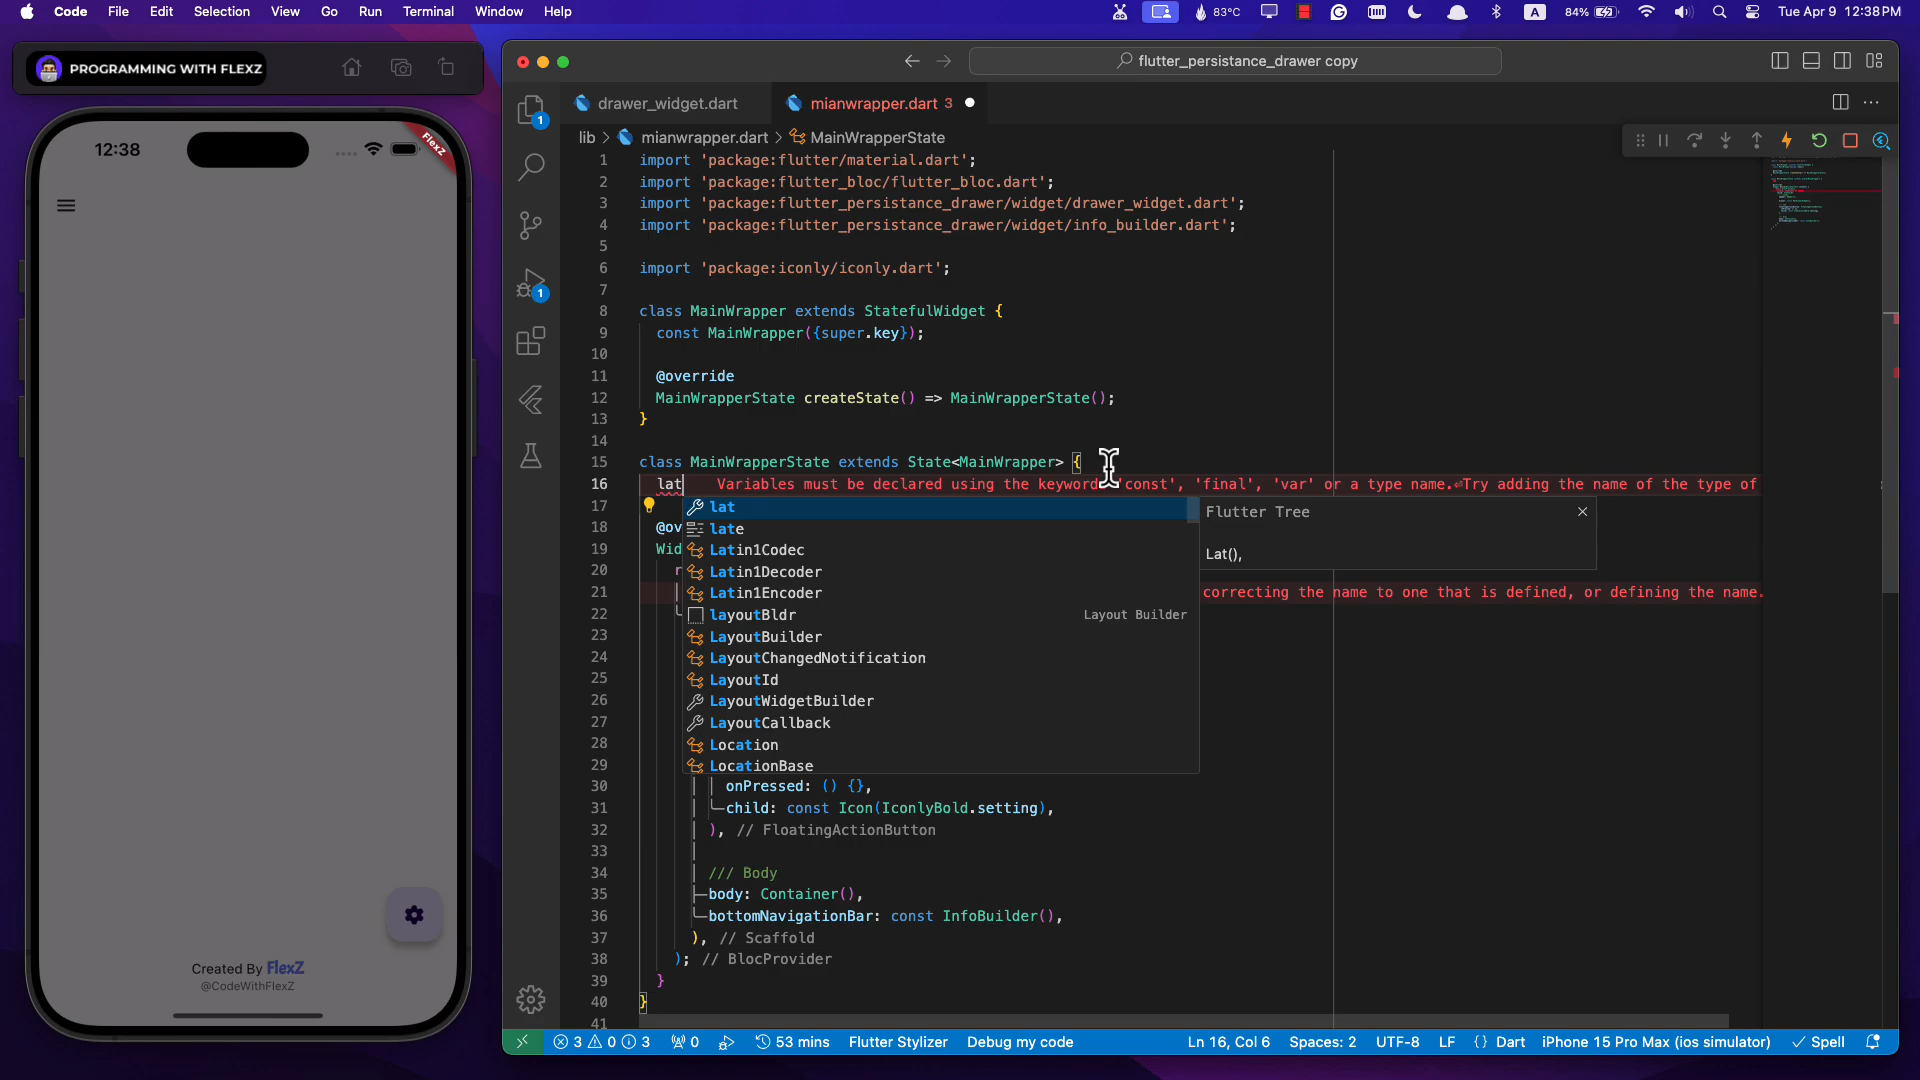 Code File Edit Selection View Go Run Terminal Window Help
83°C A 84% Tue Apr 9 12:38PM
PROGRAMMING WITH FLEXZ
12:38
FlexZ
Created By FlexZ
@CodeWithFlexZ
flutter_persistance_drawer copy
drawer_widget.dart
mianwrapper.dart 3
lib > mianwrapper.dart > MainWrapperState
1
1
1 import 'package:flutter/material.dart';
2 import 'package:flutter_bloc/flutter_bloc.dart';
3 import 'package:flutter_persistance_drawer/widget/drawer_widget.dart';
4 import 'package:flutter_persistance_drawer/widget/info_builder.dart';
5
6 import 'package:iconly/iconly.dart';
7
8 class MainWrapper extends StatefulWidget {
9 const MainWrapper({super.key});
10
11 @override
12 MainWrapperState createState() => MainWrapperState();
13 }
14
15 class MainWrapperState extends State<MainWrapper> {
16 lat Variables must be declared using the keywords 'const', 'final', 'var' or a type name.⏎Try adding the name of the type of
17 lat
18 @ov late
19 Wid Latin1Codec
20 r Latin1Decoder
21 Latin1Encoder correcting the name to one that is defined, or defining the name.
22 layoutBldr Layout Builder
23 LayoutBuilder
24 LayoutChangedNotification
25 LayoutId
26 LayoutWidgetBuilder
27 LayoutCallback
28 Location
29 LocationBase
Flutter Tree
Lat(),
30 onPressed: () {},
31 child: const Icon(IconlyBold.setting),
32 ), // FloatingActionButton
33
34 /// Body
35 body: Container(),
36 bottomNavigationBar: const InfoBuilder(),
37 ), // Scaffold
38 ); // BlocProvider
39 }
40 }
41
3 0 3 0 53 mins Flutter Stylizer Debug my code Ln 16, Col 6 Spaces: 2 UTF-8 LF {} Dart iPhone 15 Pro Max (ios simulator) Spell